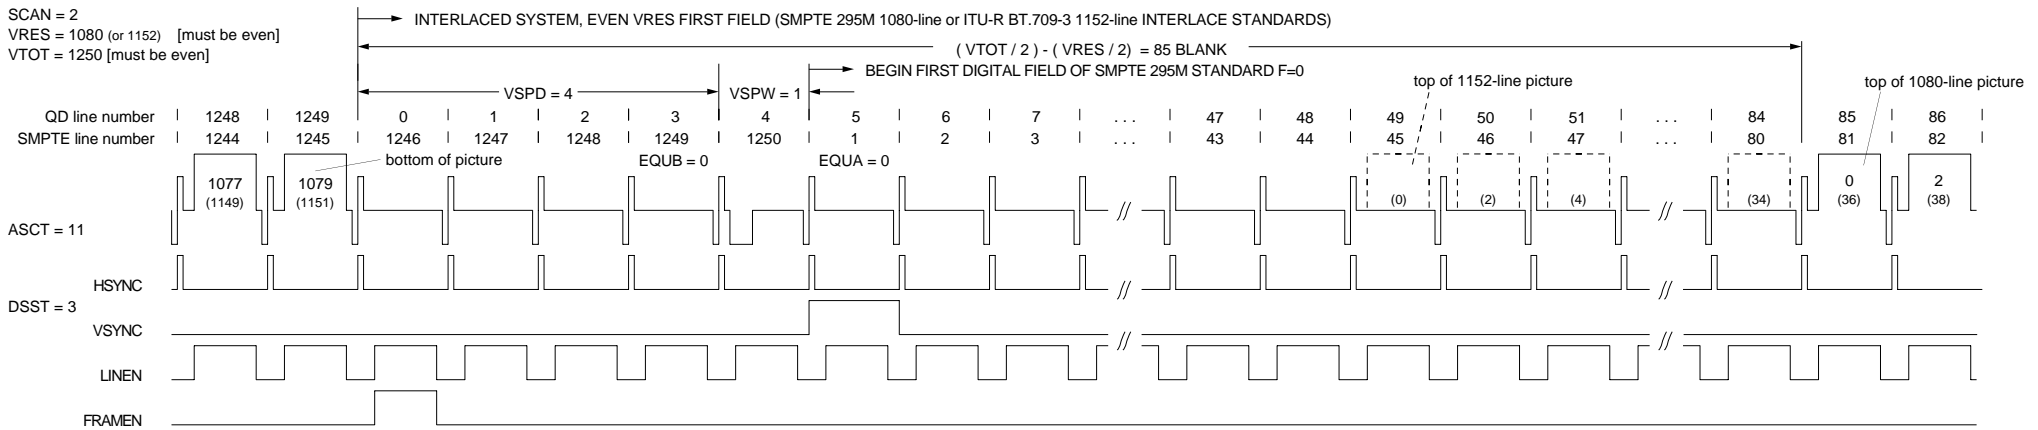 SCAN = 2
INTERLACED SYSTEM, EVEN VRES FIRST FIELD (SMPTE 295M 1080-line or ITU-R BT.709-3 1152-line INTERLACE STANDARDS)
VRES = 1080 (or 1152) [must be even]
VTOT = 1250 [must be even]
( VTOT / 2 ) - ( VRES / 2) = 85 BLANK
BEGIN FIRST DIGITAL FIELD OF SMPTE 295M STANDARD F=0
top of 1152-line picture
top of 1080-line picture
VSPD = 4
VSPW = 1
QD line number 1248 1249 0 1 2 3 4 5 6 7 . . . 47 48 49 50 51 . . . 84 85 86
SMPTE line number 1244 1245 1246 1247 1248 1249 1250 1 2 3 . . . 43 44 45 46 47 . . . 80 81 82
bottom of picture
EQUB = 0
EQUA = 0
1077 1079 0 2
(1149) (1151) (0) (2) (4) (34) (36) (38)
ASCT = 11
HSYNC
DSST = 3
VSYNC
LINEN
FRAMEN